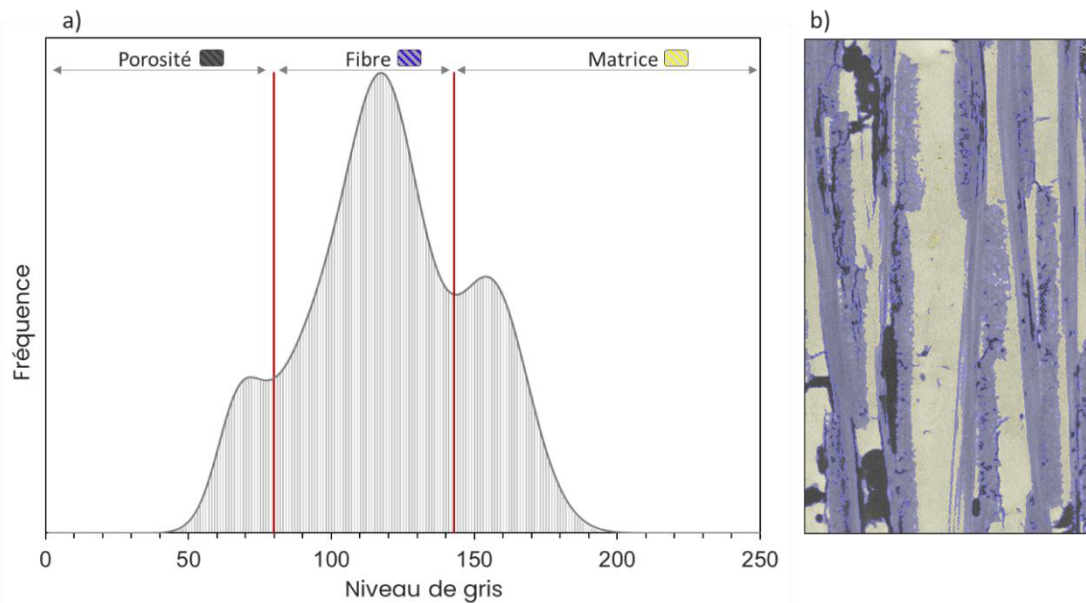 a)
b)
Porosité
Fibre
Matrice
Fréquence
0 50 100 150 200 250
Niveau de gris